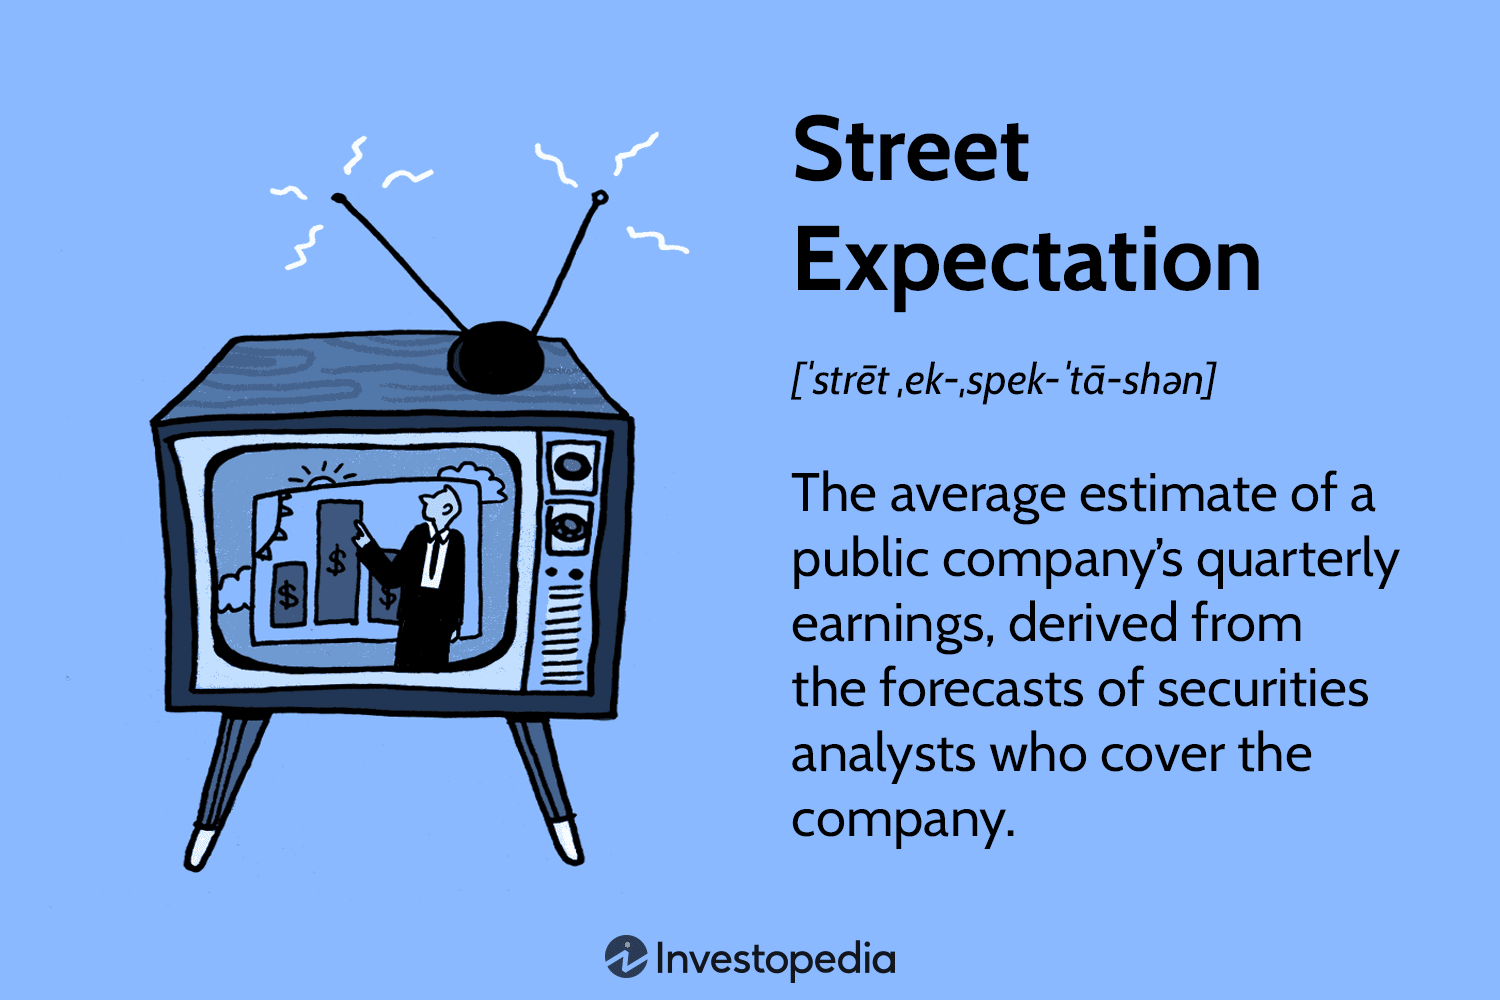 Street
Expectation
[ˈstrēt ˌek-ˌspek-ˈtā-shən]
The average estimate of a
public company’s quarterly
earnings, derived from
the forecasts of securities
analysts who cover the
company.
$ $ $
Investopedia